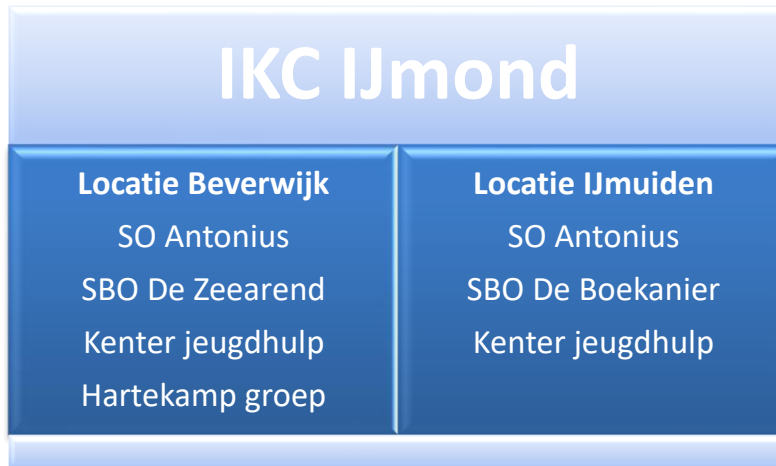 IKC IJmond
Locatie Beverwijk
SO Antonius
SBO De Zeearend
Kenter jeugdhulp
Hartekamp groep
Locatie IJmuiden
SO Antonius
SBO De Boekanier
Kenter jeugdhulp